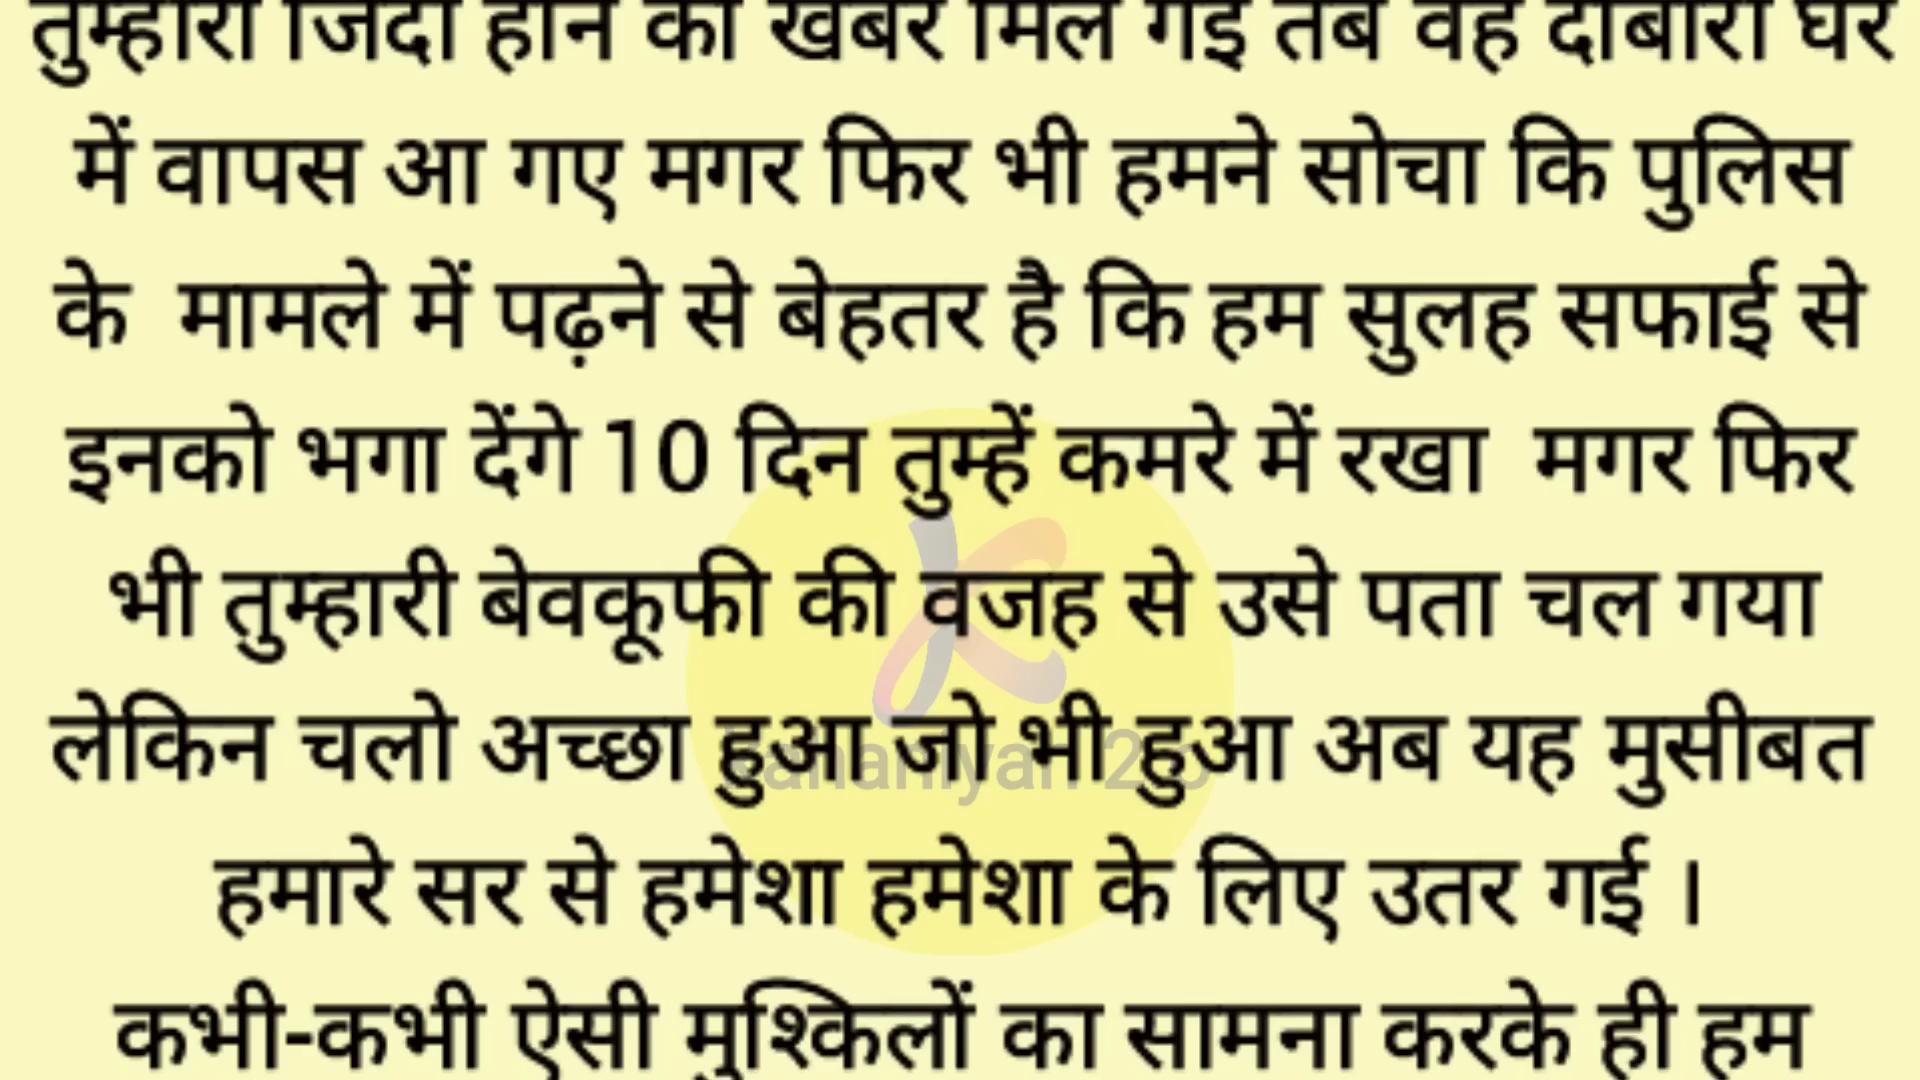 तुम्हारी जिंदा होने की खबर मिल गई तब वह दोबारा घर
में वापस आ गए मगर फिर भी हमने सोचा कि पुलिस
के मामले में पढ़ने से बेहतर है कि हम सुलह सफाई से
इनको भगा देंगे 10 दिन तुम्हें कमरे में रखा मगर फिर
भी तुम्हारी बेवकूफी की वजह से उसे पता चल गया
लेकिन चलो अच्छा हुआ जो भी हुआ अब यह मुसीबत
हमारे सर से हमेशा हमेशा के लिए उतर गई ।
कभी-कभी ऐसी मुश्किलों का सामना करके ही हम